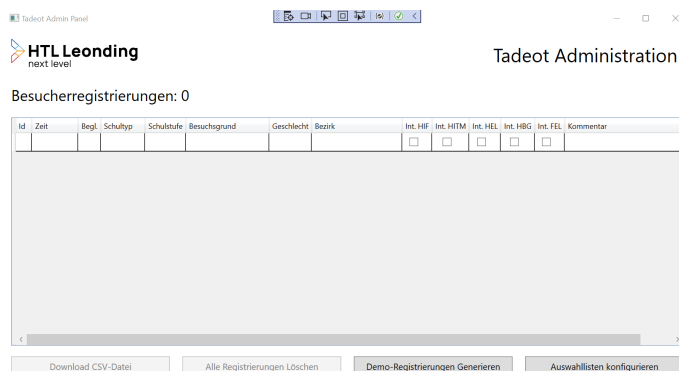 Tadeot Admin Panel
HTL Leonding
next level
Tadeot Administration
Besucherregistrierungen: 0
Id Zeit Begl. Schultyp Schulstufe Besuchsgrund Geschlecht Bezirk Int. HIF Int. HITM Int. HEL Int. HBG Int. FEL Kommentar
Download CSV-Datei Alle Registrierungen Löschen Demo-Registrierungen Generieren Auswahllisten konfigurieren